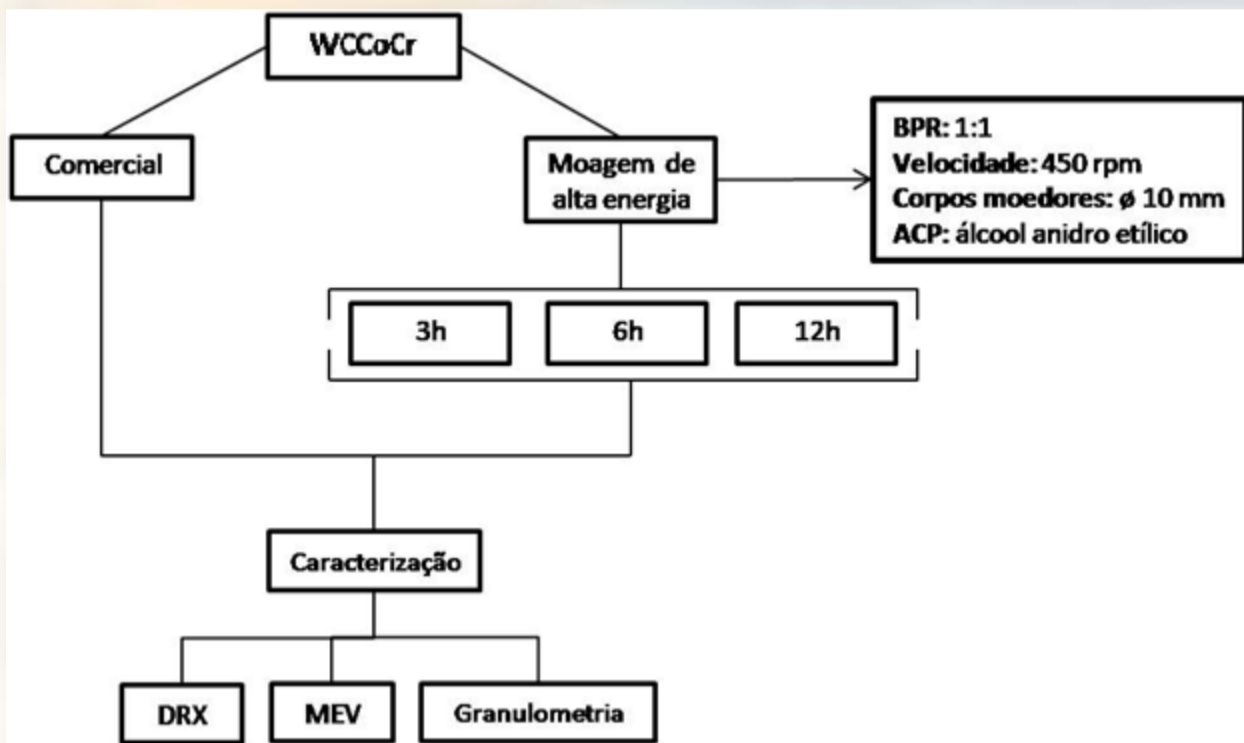 WCCoCr
Comercial
Moagem de
alta energia
BPR: 1:1
Velocidade: 450 rpm
Corpos moedores: ø 10 mm
ACP: álcool anidro etílico
3h
6h
12h
Caracterização
DRX
MEV
Granulometria